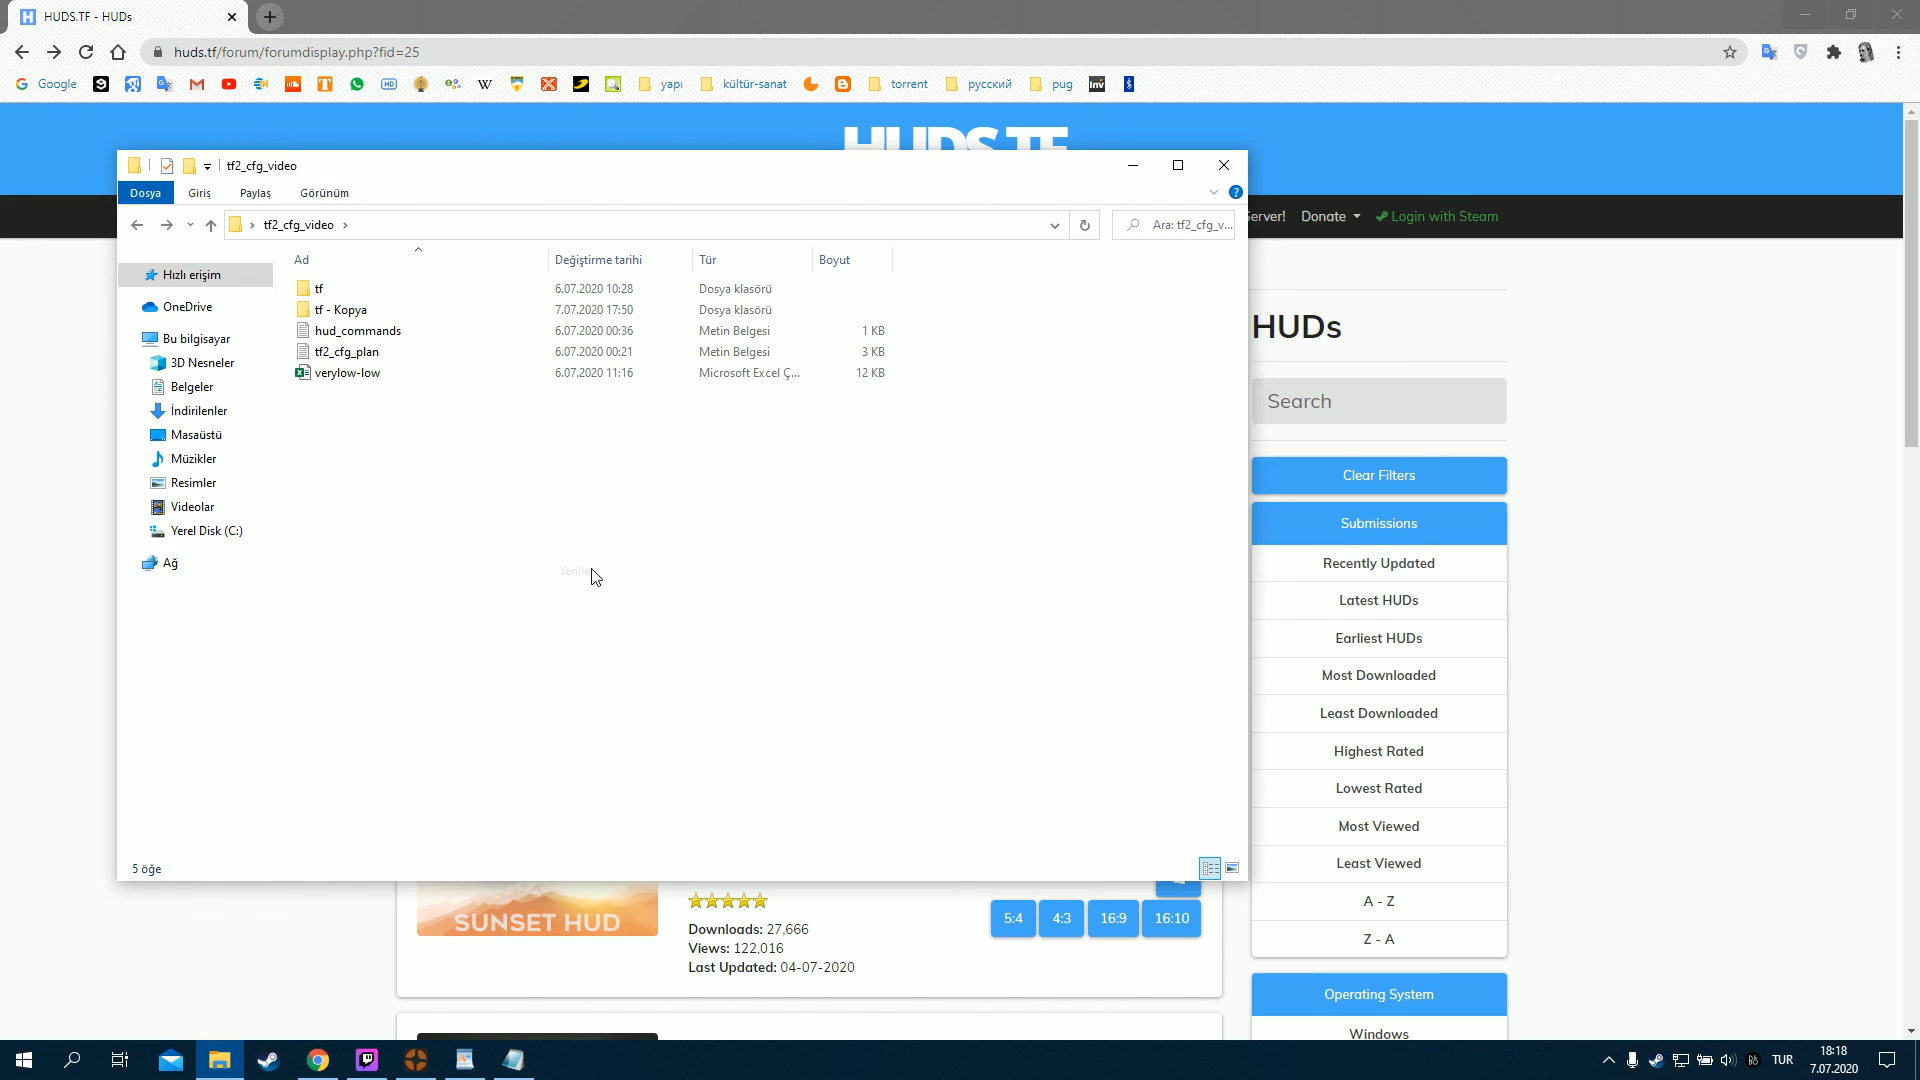 HUDS.TF - HUDs
huds.tf/forum/forumdisplay.php?fid=25
Google
yapı
kültür-sanat
torrent
русский
pug
HUDS.TF
tf2_cfg_video
Dosya
Giriş
Paylaş
Görünüm
tf2_cfg_video
Ara: tf2_cfg_v...
Server!
Donate
Login with Steam
Ad
Değiştirme tarihi
Tür
Boyut
Hızlı erişim
OneDrive
Bu bilgisayar
3D Nesneler
Belgeler
İndirilenler
Masaüstü
Müzikler
Resimler
Videolar
Yerel Disk (C:)
Ağ
tf 6.07.2020 10:28 Dosya klasörü
tf - Kopya 7.07.2020 17:50 Dosya klasörü
hud_commands 6.07.2020 00:36 Metin Belgesi 1 KB
tf2_cfg_plan 6.07.2020 00:21 Metin Belgesi 3 KB
verylow-low 6.07.2020 11:16 Microsoft Excel Ç... 12 KB
Yenile
5 öğe
HUDs
Search
Clear Filters
Submissions
Recently Updated
Latest HUDs
Earliest HUDs
Most Downloaded
Least Downloaded
Highest Rated
Lowest Rated
Most Viewed
Least Viewed
A - Z
Z - A
Operating System
Windows
SUNSET HUD
Downloads: 27,666
Views: 122,016
Last Updated: 04-07-2020
5:4
4:3
16:9
16:10
TUR
18:18
7.07.2020